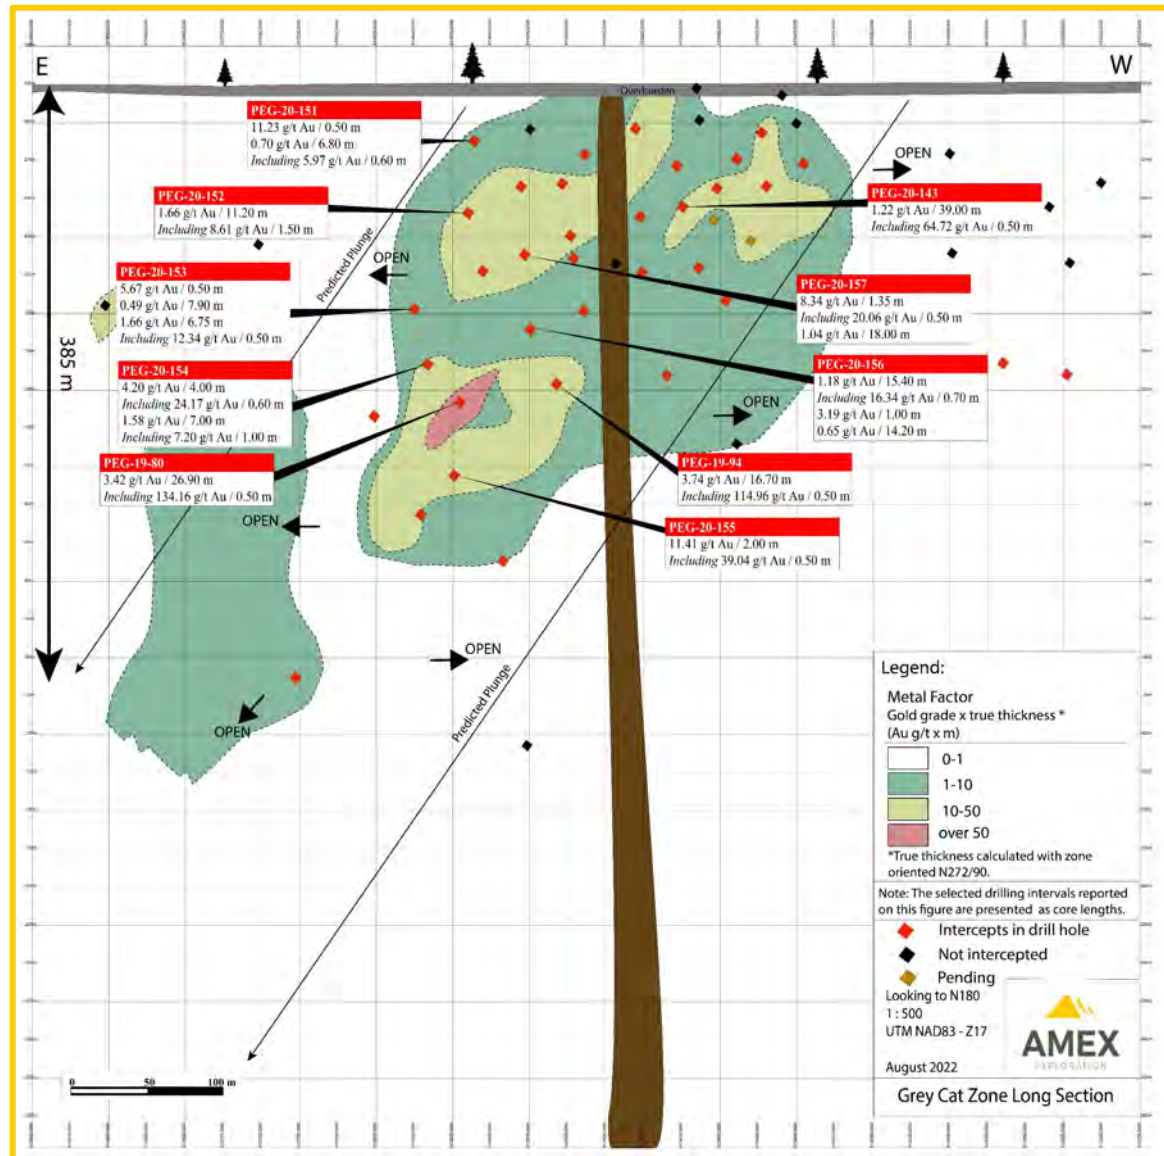 E
W
Overburden
PEG-20-151
11.23 g/t Au / 0.50 m
0.70 g/t Au / 6.80 m
Including 5.97 g/t Au / 0.60 m
OPEN
PEG-20-152
1.66 g/t Au / 11.20 m
Including 8.61 g/t Au / 1.50 m
PEG-20-143
1.22 g/t Au / 39.00 m
Including 64.72 g/t Au / 0.50 m
Predicted Plunge
OPEN
PEG-20-153
5.67 g/t Au / 0.50 m
0.49 g/t Au / 7.90 m
1.66 g/t Au / 6.75 m
Including 12.34 g/t Au / 0.50 m
PEG-20-157
8.34 g/t Au / 1.35 m
Including 20.06 g/t Au / 0.50 m
1.04 g/t Au / 18.00 m
385 m
PEG-20-154
4.20 g/t Au / 4.00 m
Including 24.17 g/t Au / 0.60 m
1.58 g/t Au / 7.00 m
Including 7.20 g/t Au / 1.00 m
PEG-20-156
1.18 g/t Au / 15.40 m
Including 16.34 g/t Au / 0.70 m
3.19 g/t Au / 1.00 m
0.65 g/t Au / 14.20 m
OPEN
PEG-19-80
3.42 g/t Au / 26.90 m
Including 134.16 g/t Au / 0.50 m
PEG-19-94
3.74 g/t Au / 16.70 m
Including 114.96 g/t Au / 0.50 m
OPEN
PEG-20-155
11.41 g/t Au / 2.00 m
Including 39.04 g/t Au / 0.50 m
OPEN
Predicted Plunge
OPEN
Legend:
Metal Factor
Gold grade x true thickness *
(Au g/t x m)
0-1
1-10
10-50
over 50
*True thickness calculated with zone
oriented N272/90.
Note: The selected drilling intervals reported
on this figure are presented as core lengths.
Intercepts in drill hole
Not intercepted
Pending
Looking to N180
1 : 500
UTM NAD83 - Z17
August 2022
AMEX
EXPLORATION
Grey Cat Zone Long Section
0 50 100 m